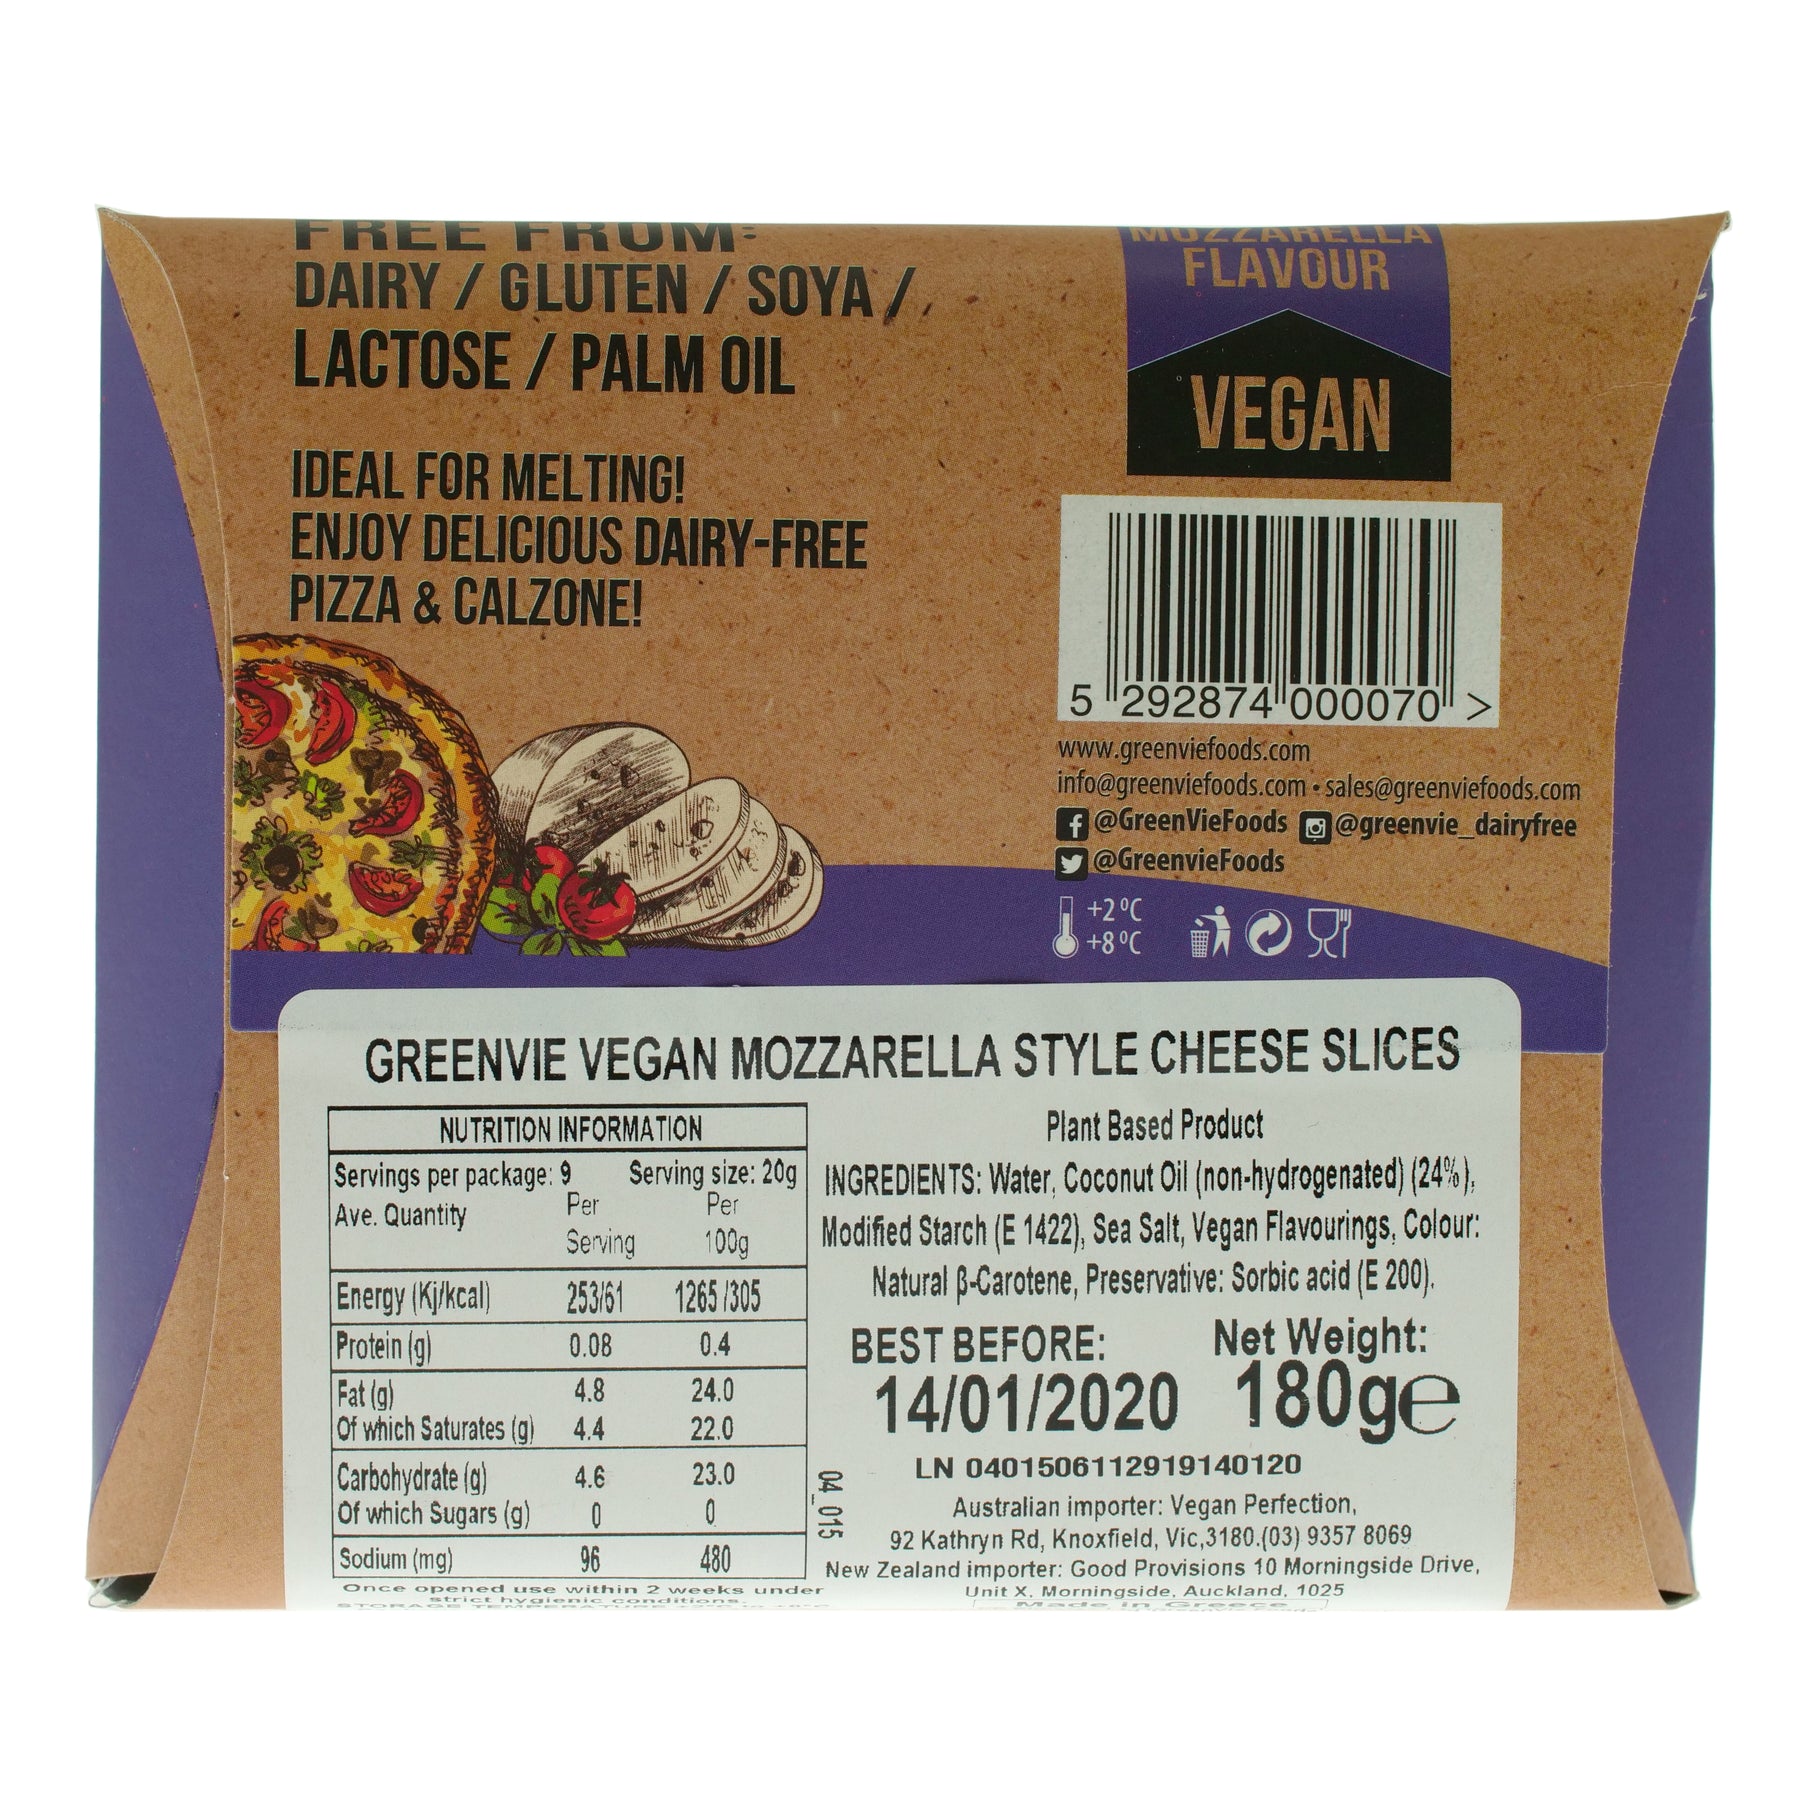 FREE FROM:
DAIRY / GLUTEN / SOYA /
LACTOSE / PALM OIL
IDEAL FOR MELTING!
ENJOY DELICIOUS DAIRY-FREE
PIZZA & CALZONE!
MOZZARELLA
FLAVOUR
VEGAN
5 292874 000070 >
www.greenviefoods.com
info@greenviefoods.com • sales@greenviefoods.com
@GreenVieFoods @greenvie_dairyfree
@GreenvieFoods
+2°C
+8°C
GREENVIE VEGAN MOZZARELLA STYLE CHEESE SLICES
NUTRITION INFORMATION
Servings per package: 9 Serving size: 20g
Ave. Quantity Per Serving Per 100g
Energy (Kj/kcal) 253/61 1265 /305
Protein (g) 0.08 0.4
Fat (g) 4.8 24.0
Of which Saturates (g) 4.4 22.0
Carbohydrate (g) 4.6 23.0
Of which Sugars (g) 0 0
Sodium (mg) 96 480
Once opened use within 2 weeks under
strict hygienic conditions.
STORAGE TEMPERATURE +2°C to +8°C
04_015
Plant Based Product
INGREDIENTS: Water, Coconut Oil (non-hydrogenated) (24%),
Modified Starch (E 1422), Sea Salt, Vegan Flavourings, Colour:
Natural β-Carotene, Preservative: Sorbic acid (E 200).
BEST BEFORE: Net Weight:
14/01/2020 180g℮
LN 0401506112919140120
Australian importer: Vegan Perfection,
92 Kathryn Rd, Knoxfield, Vic,3180.(03) 9357 8069
New Zealand importer: Good Provisions 10 Morningside Drive,
Unit X, Morningside, Auckland, 1025
Made in Greece